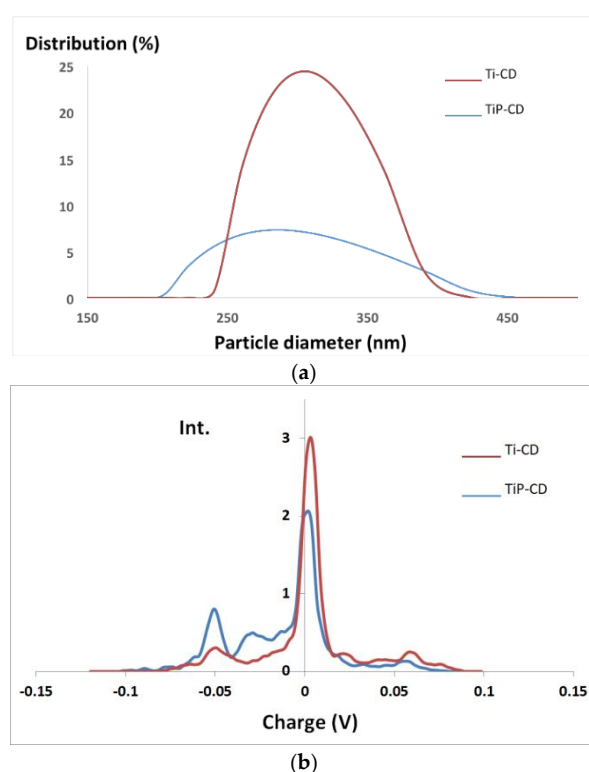 Distribution (%)
25
20
15
10
5
0
Ti-CD
TiP-CD
150
250
350
450
Particle diameter (nm)
(a)
Int.
3
2
1
0
Ti-CD
TiP-CD
-0.15
-0.1
-0.05
0
0.05
0.1
0.15
Charge (V)
(b)